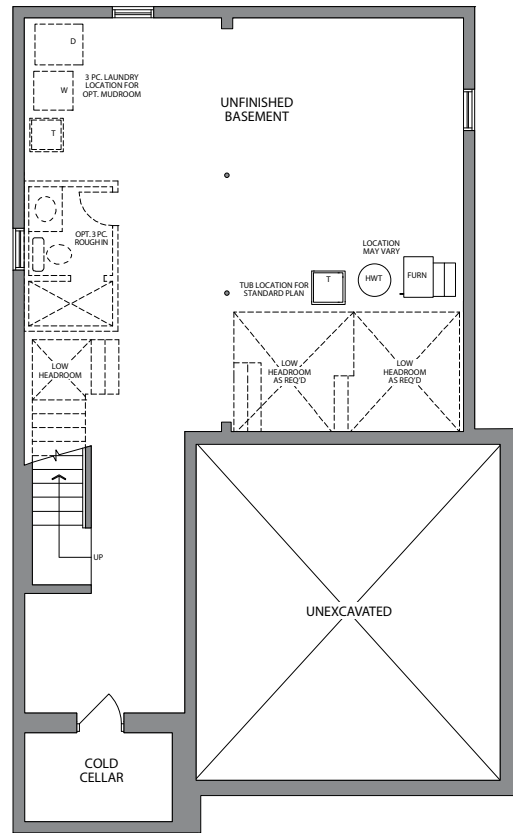 D
3 PC. LAUNDRY
LOCATION FOR
OPT. MUDROOM
W
T
UNFINISHED
BASEMENT
OPT. 3 PC.
ROUGH IN
LOCATION
MAY VARY
TUB LOCATION FOR
STANDARD PLAN
T
HWT
FURN
LOW
HEADROOM
LOW
HEADROOM
AS REQ'D
LOW
HEADROOM
AS REQ'D
UP
UNEXCAVATED
COLD
CELLAR